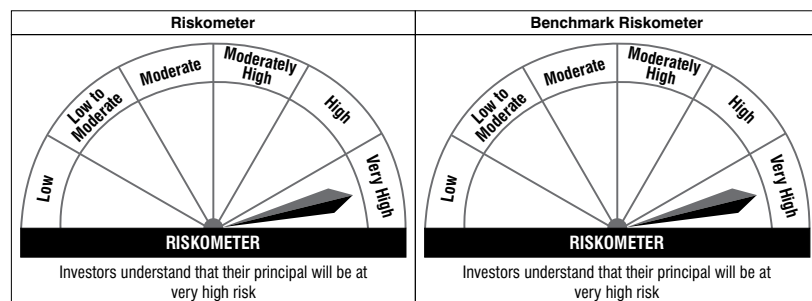 Riskometer
Low
Low to
Moderate
Moderate
Moderately
High
High
Very High
RISKOMETER
Investors understand that their principal will be at
very high risk
Benchmark Riskometer
Low
Low to
Moderate
Moderate
Moderately
High
High
Very High
RISKOMETER
Investors understand that their principal will be at
very high risk